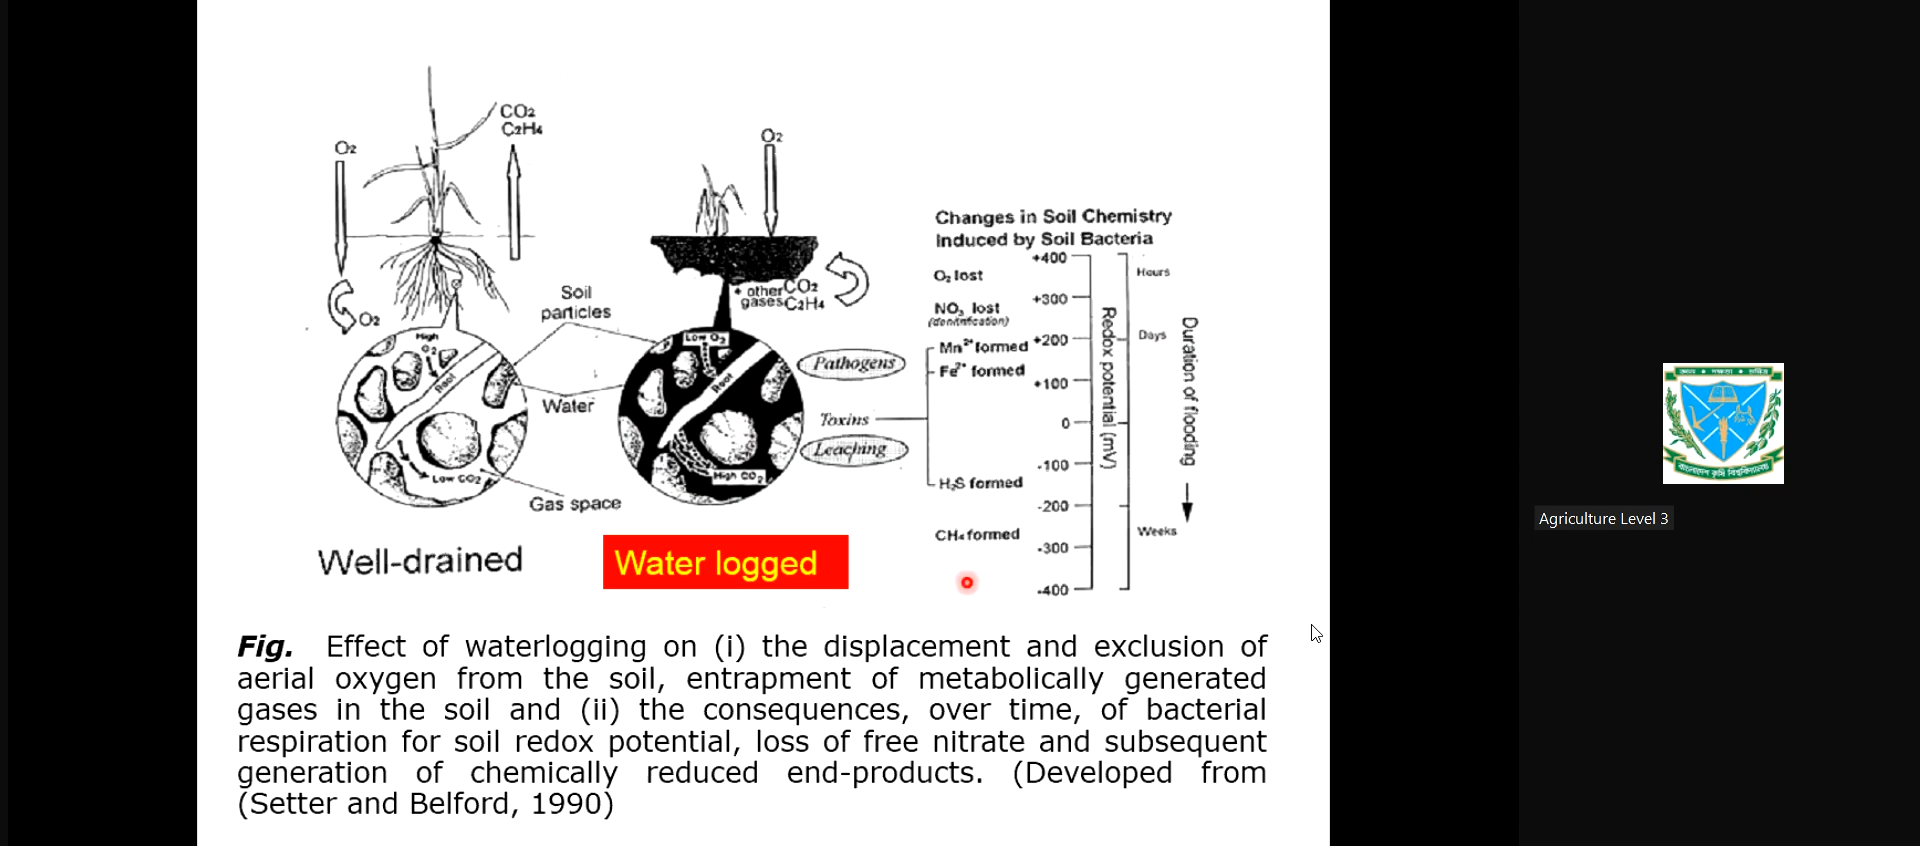 O₂
CO₂
C₂H₄
O₂
High
O₂
Root
Low CO₂
Soil
particles
Water
Gas space
Well-drained
O₂
+ other CO₂
gases C₂H₄
Low O₂
Root
High CO₂
Water logged
Pathogens
Toxins
Leaching
Changes in Soil Chemistry
Induced by Soil Bacteria
O₂ lost
NO₃ lost
(denitrification)
Mn²⁺ formed
Fe²⁺ formed
H₂S formed
CH₄ formed
+400
+300
+200
+100
0
-100
-200
-300
-400
Redox potential (mV)
Hours
Days
Weeks
Duration of flooding
Fig. Effect of waterlogging on (i) the displacement and exclusion of
aerial oxygen from the soil, entrapment of metabolically generated
gases in the soil and (ii) the consequences, over time, of bacterial
respiration for soil redox potential, loss of free nitrate and subsequent
generation of chemically reduced end-products. (Developed from
(Setter and Belford, 1990)
বাংলাদেশ কৃষি বিশ্ববিদ্যালয়
Agriculture Level 3